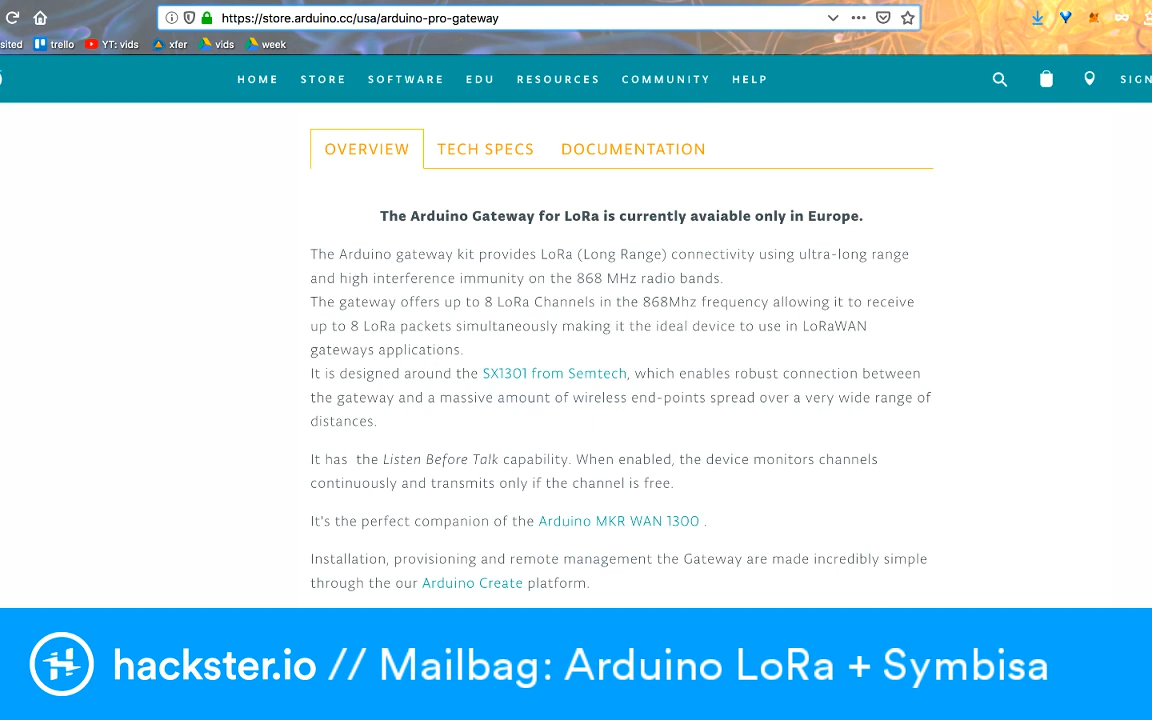 https://store.arduino.cc/usa/arduino-pro-gateway
sited trello YT: vids xfer vids week
HOME STORE SOFTWARE EDU RESOURCES COMMUNITY HELP SIGN
OVERVIEW TECH SPECS DOCUMENTATION
The Arduino Gateway for LoRa is currently avaiable only in Europe.
The Arduino gateway kit provides LoRa (Long Range) connectivity using ultra-long range
and high interference immunity on the 868 MHz radio bands.
The gateway offers up to 8 LoRa Channels in the 868Mhz frequency allowing it to receive
up to 8 LoRa packets simultaneously making it the ideal device to use in LoRaWAN
gateways applications.
It is designed around the SX1301 from Semtech, which enables robust connection between
the gateway and a massive amount of wireless end-points spread over a very wide range of
distances.
It has the Listen Before Talk capability. When enabled, the device monitors channels
continuously and transmits only if the channel is free.
It's the perfect companion of the Arduino MKR WAN 1300 .
Installation, provisioning and remote management the Gateway are made incredibly simple
through the our Arduino Create platform.
hackster.io // Mailbag: Arduino LoRa + Symbisa